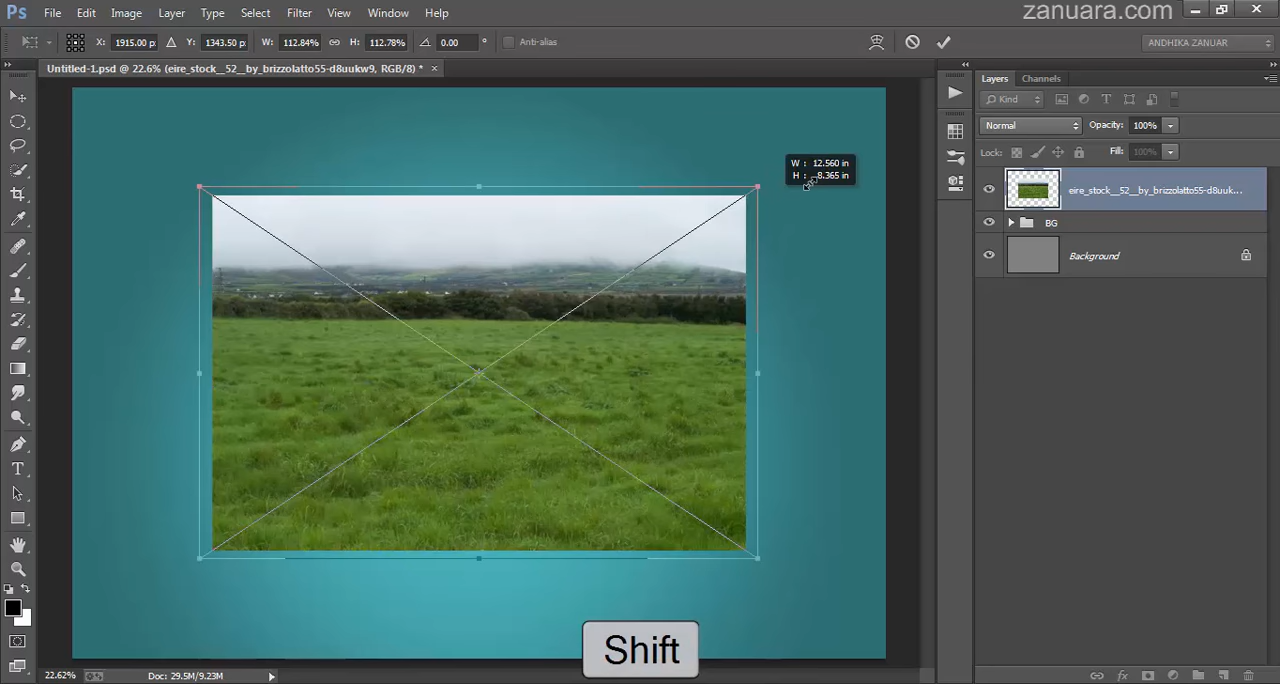 zanuara.com
Ps File Edit Image Layer Type Select Filter View Window Help
X: 1915.00 p: Y: 1343.50 p: W: 112.84% H: 112.78% 0.00 ° Anti-alias ANDHIKA ZANUAR
Untitled-1.psd @ 22.6% (eire_stock__52__by_brizzolatto55-d8uukw9, RGB/8) * ×
Layers Channels
Kind
Normal Opacity: 100%
Lock: Fill: 100%
W : 12.560 in
H : 8.365 in
eire_stock__52__by_brizzolatto55-d8uuk...
BG
Background
Shift
22.62% Doc: 29.5M/9.23M